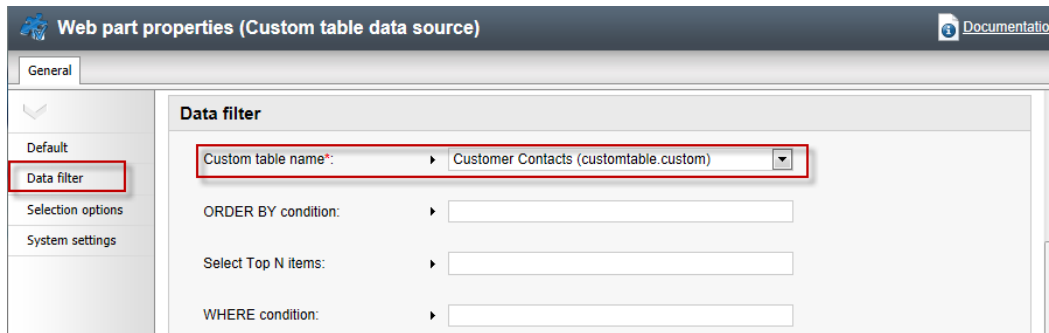 Web part properties (Custom table data source)
Documentatio
General
Default
Data filter
Selection options
System settings
Data filter
Custom table name*:
Customer Contacts (customtable.custom)
ORDER BY condition:
Select Top N items:
WHERE condition: